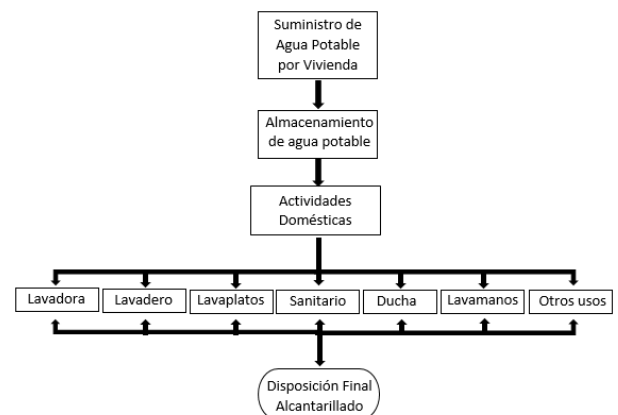 Suministro de
Agua Potable
por Vivienda
Almacenamiento
de agua potable
Actividades
Domésticas
Lavadora
Lavadero
Lavaplatos
Sanitario
Ducha
Lavamanos
Otros usos
Disposición Final
Alcantarillado